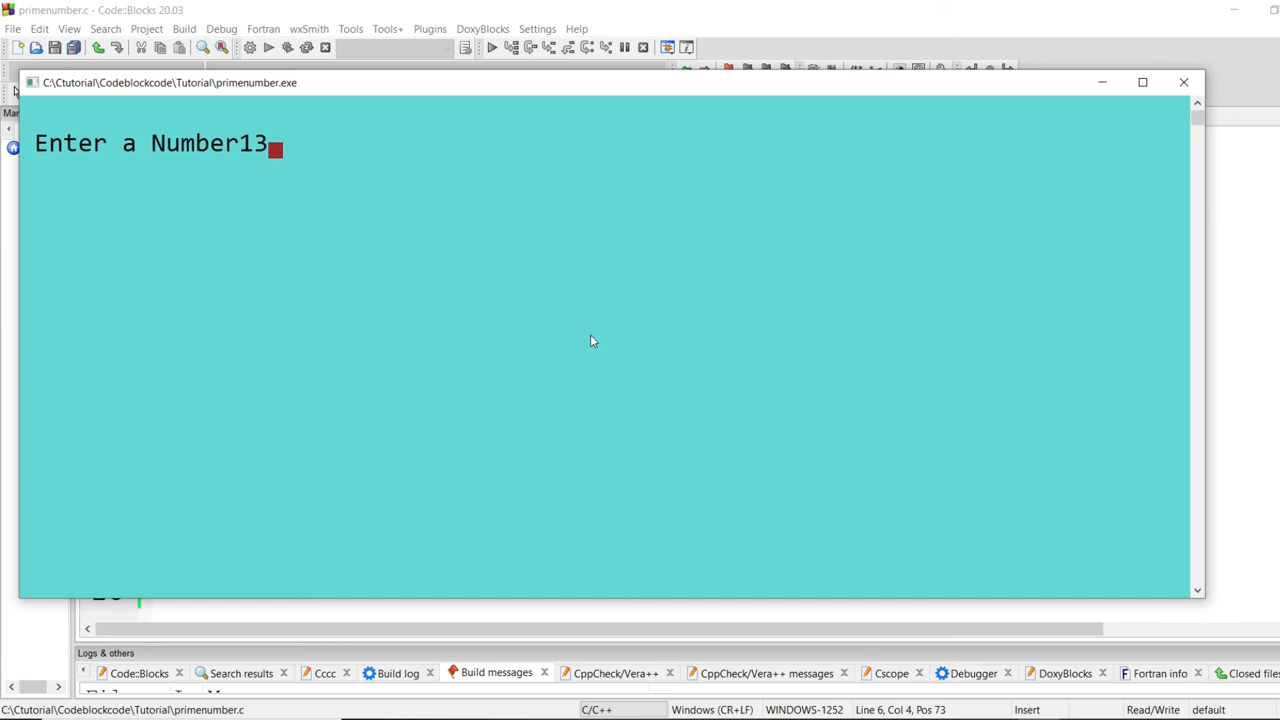 primenumber.c - Code::Blocks 20.03
File Edit View Search Project Build Debug Fortran wxSmith Tools Tools+ Plugins DoxyBlocks Settings Help
C:\Ctutorial\Codeblockcode\Tutorial\primenumber.exe
Enter a Number13
Logs & others
Code::Blocks Search results Cccc Build log Build messages CppCheck/Vera++ CppCheck/Vera++ messages Cscope Debugger DoxyBlocks Fortran info Closed files
C:\Ctutorial\Codeblockcode\Tutorial\primenumber.c C/C++ Windows (CR+LF) WINDOWS-1252 Line 6, Col 4, Pos 73 Insert Read/Write default